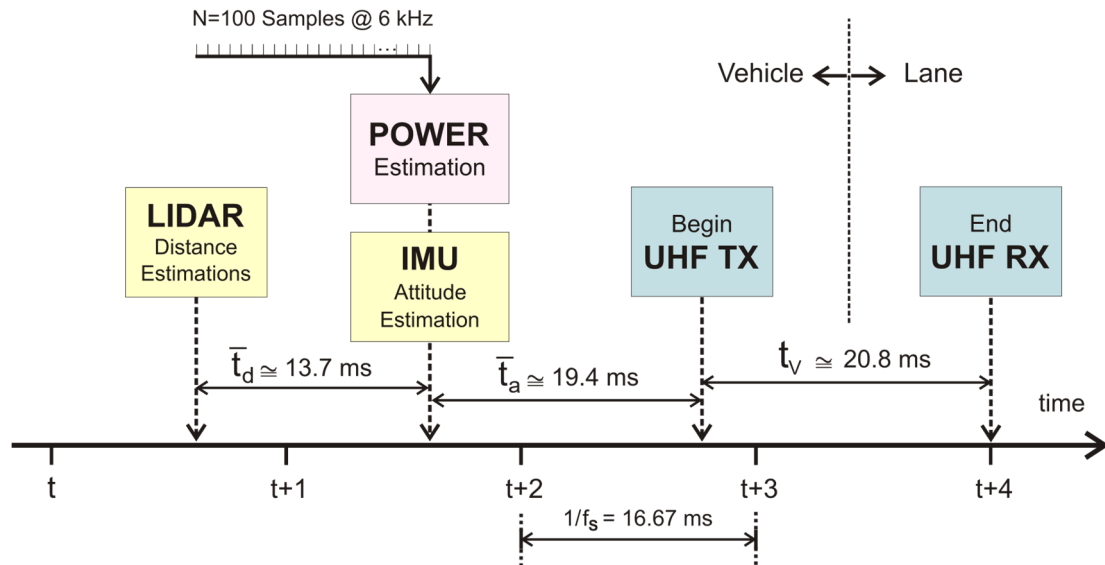 N=100 Samples @ 6 kHz
...
Vehicle
Lane
POWER
Estimation
LIDAR
Distance
Estimations
IMU
Attitude
Estimation
Begin
UHF TX
End
UHF RX
t̅d ≅ 13.7 ms
t̅a ≅ 19.4 ms
tV ≅ 20.8 ms
time
t
t+1
t+2
t+3
t+4
1/fs = 16.67 ms